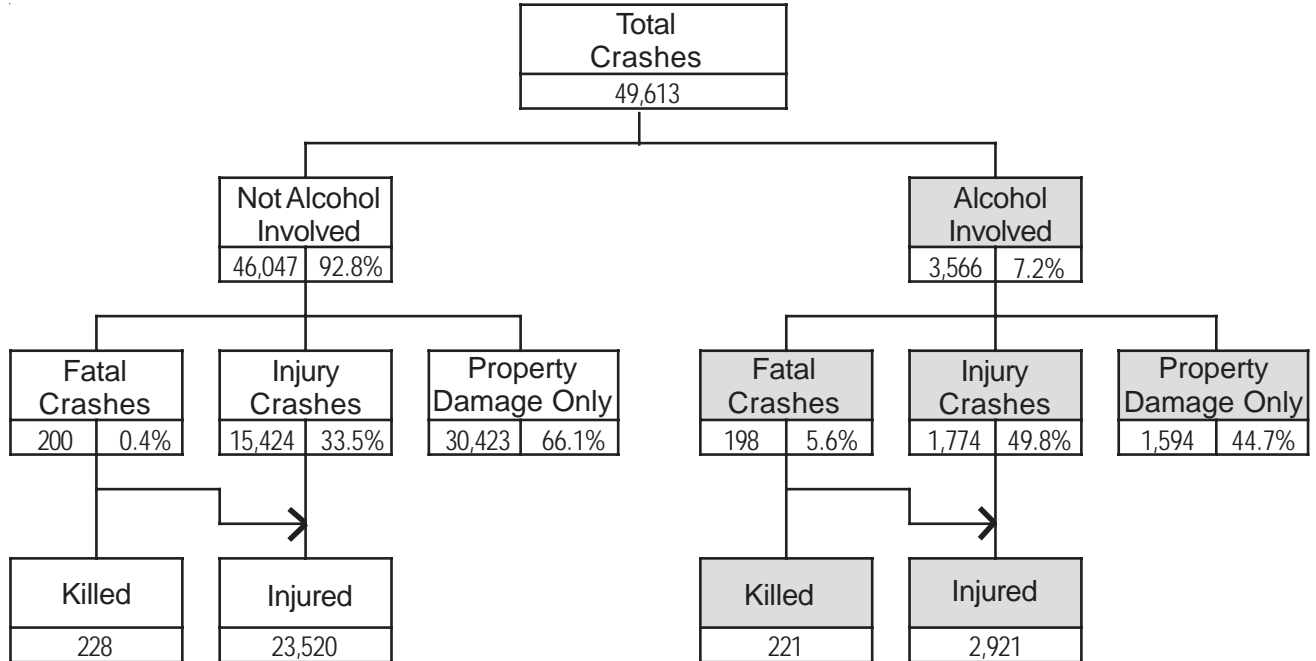 Total
Crashes
49,613
Not Alcohol
Involved
46,047 92.8%
Alcohol
Involved
3,566 7.2%
Fatal
Crashes
200 0.4%
Injury
Crashes
15,424 33.5%
Property
Damage Only
30,423 66.1%
Fatal
Crashes
198 5.6%
Injury
Crashes
1,774 49.8%
Property
Damage Only
1,594 44.7%
Killed
228
Injured
23,520
Killed
221
Injured
2,921